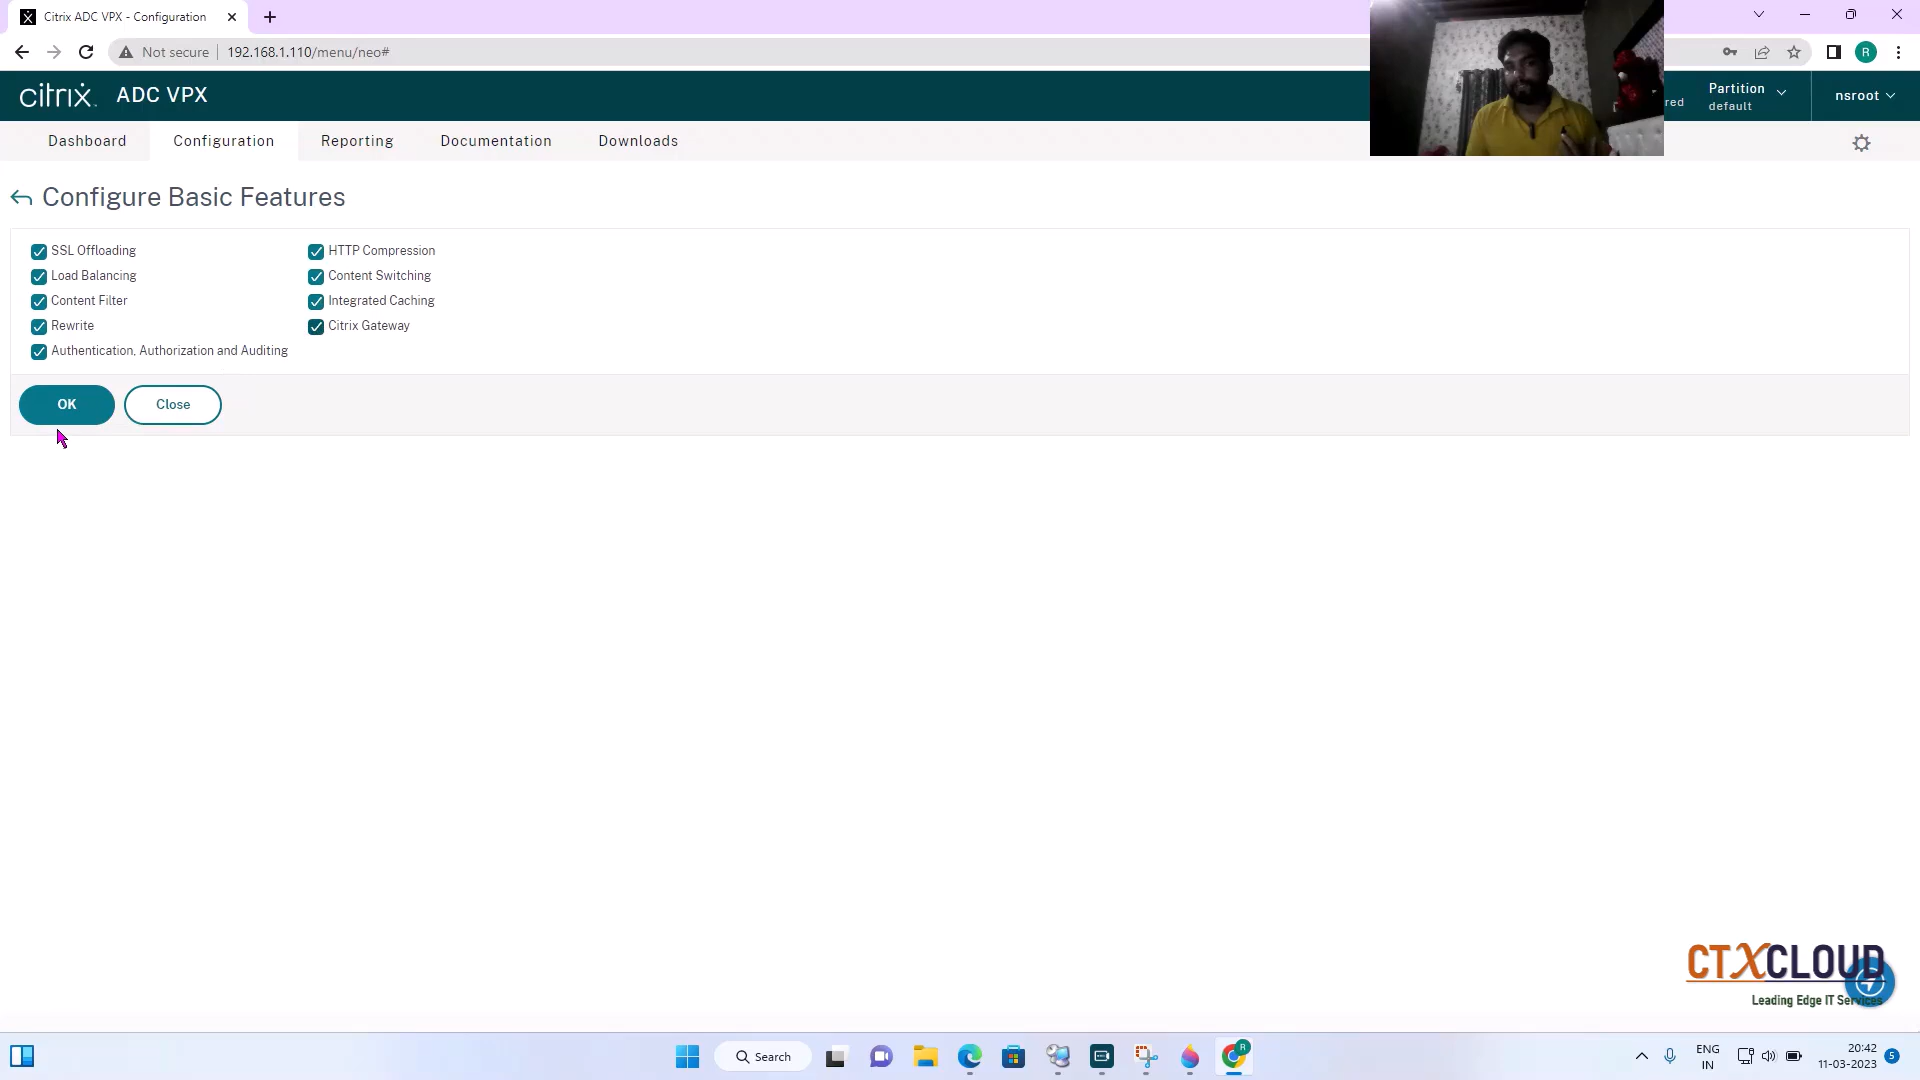 Citrix ADC VPX - Configuration
Not secure
192.168.1.110/menu/neo#
R
citrix ADC VPX
red
Partition
default
nsroot
Dashboard
Configuration
Reporting
Documentation
Downloads
Configure Basic Features
SSL Offloading
HTTP Compression
Load Balancing
Content Switching
Content Filter
Integrated Caching
Rewrite
Citrix Gateway
Authentication, Authorization and Auditing
OK
Close
CTXCLOUD
Leading Edge IT Services
Search
R
ENG
IN
20:42
11-03-2023
5